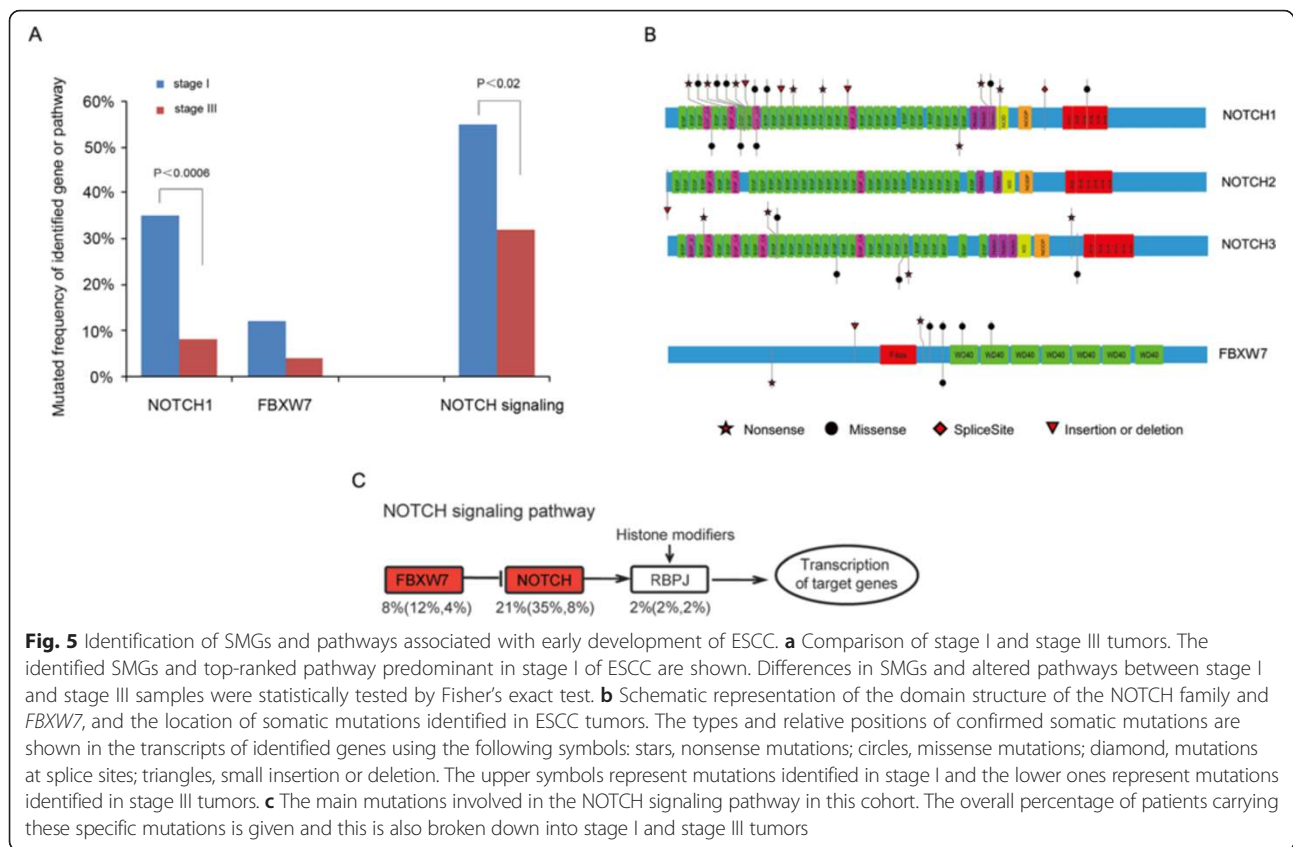 A
stage I
stage III
P<0.0006
P<0.02
Mutated frequency of identified gene or pathway
60%
50%
40%
30%
20%
10%
0%
NOTCH1
FBXW7
NOTCH signaling
B
NOTCH1
NOTCH2
NOTCH3
WD40 WD40 WD40 WD40 WD40 WD40 WD40
FBXW7
Nonsense
Missense
SpliceSite
Insertion or deletion
C
NOTCH signaling pathway
Histone modifiers
FBXW7
NOTCH
RBPJ
Transcription
of target genes
8%(12%,4%)
21%(35%,8%)
2%(2%,2%)
Fig. 5 Identification of SMGs and pathways associated with early development of ESCC. a Comparison of stage I and stage III tumors. The
identified SMGs and top-ranked pathway predominant in stage I of ESCC are shown. Differences in SMGs and altered pathways between stage I
and stage III samples were statistically tested by Fisher's exact test. b Schematic representation of the domain structure of the NOTCH family and
FBXW7, and the location of somatic mutations identified in ESCC tumors. The types and relative positions of confirmed somatic mutations are
shown in the transcripts of identified genes using the following symbols: stars, nonsense mutations; circles, missense mutations; diamond, mutations
at splice sites; triangles, small insertion or deletion. The upper symbols represent mutations identified in stage I and the lower ones represent mutations
identified in stage III tumors. c The main mutations involved in the NOTCH signaling pathway in this cohort. The overall percentage of patients carrying
these specific mutations is given and this is also broken down into stage I and stage III tumors